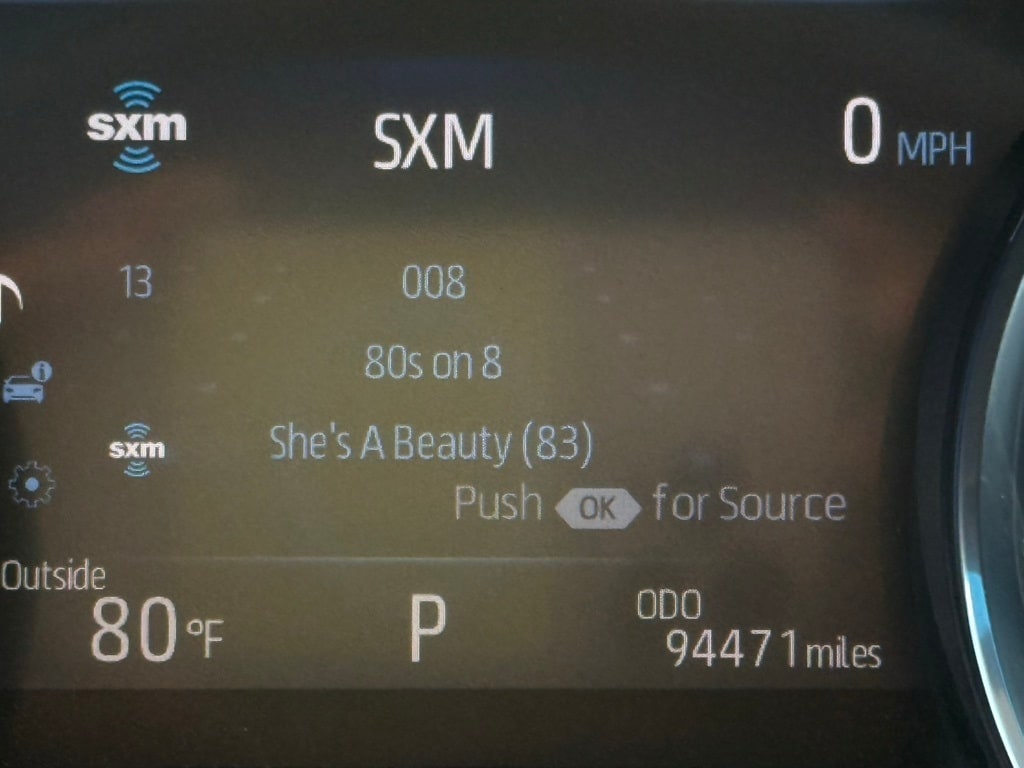 sxm SXM 0 MPH
13 008
80s on 8
sxm She's A Beauty (83)
Push OK for Source
Outside
80 °F P ODO
94471 miles